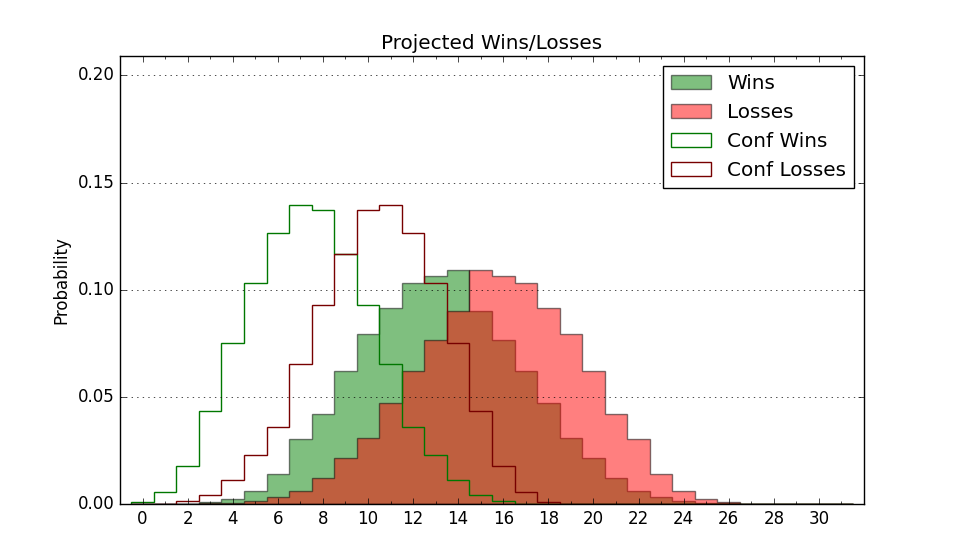 Projected Wins/Losses
Wins
Losses
Conf Wins
Conf Losses
Probability
0.20
0.15
0.10
0.05
0.00
0 2 4 6 8 10 12 14 16 18 20 22 24 26 28 30